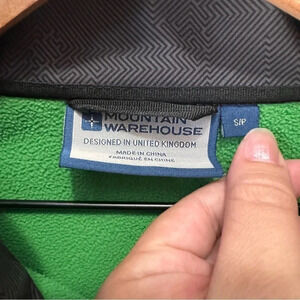 MOUNTAIN
WAREHOUSE
DESIGNED IN UNITED KINGDOM
MADE IN CHINA
FABRIQUÉ EN CHINE
S/P